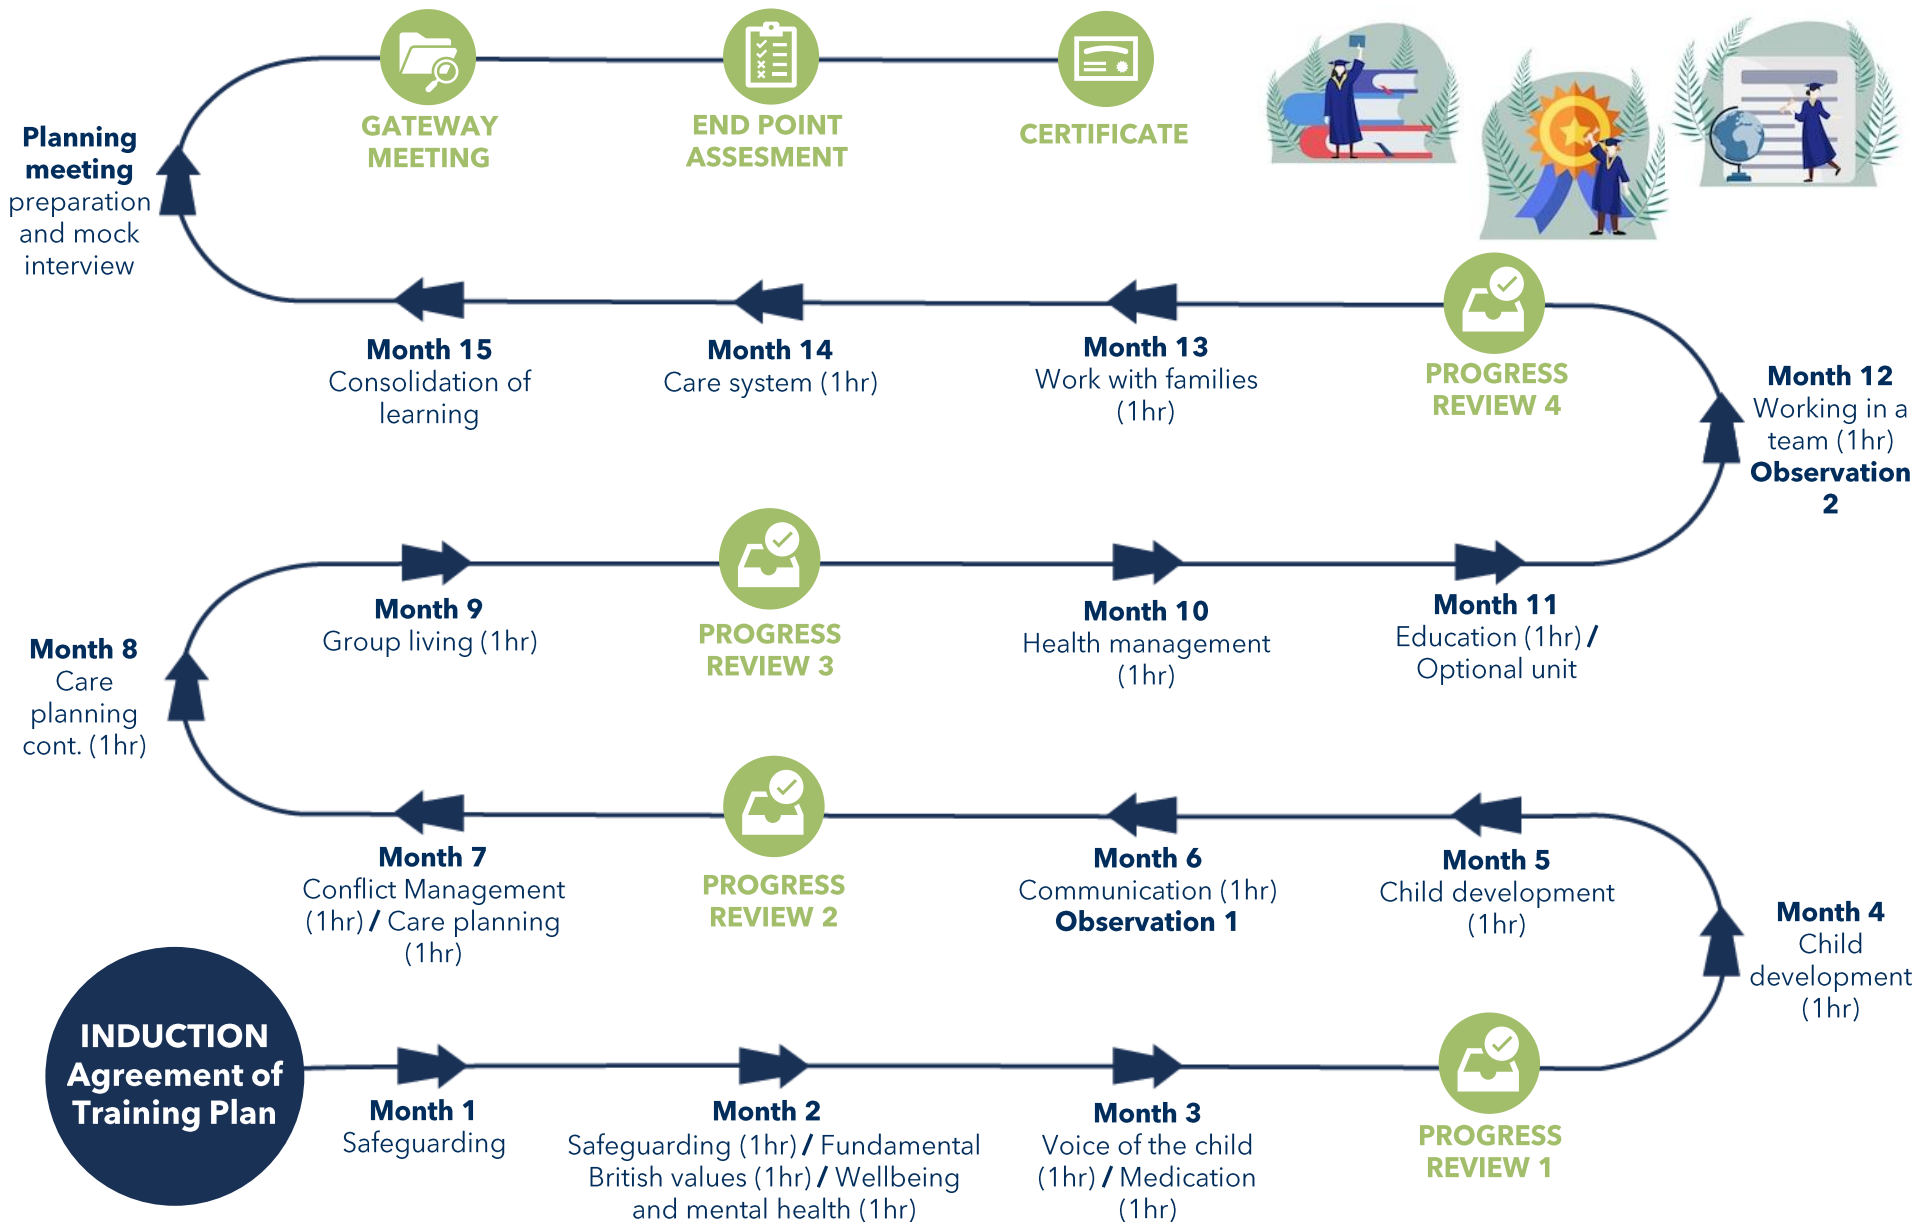 INDUCTION
Agreement of
Training Plan
Month 1
Safeguarding
Month 2
Safeguarding (1hr) / Fundamental
British values (1hr) / Wellbeing
and mental health (1hr)
Month 3
Voice of the child
(1hr) / Medication
(1hr)
PROGRESS
REVIEW 1
Month 4
Child
development
(1hr)
Month 5
Child development
(1hr)
Month 6
Communication (1hr)
Observation 1
PROGRESS
REVIEW 2
Month 7
Conflict Management
(1hr) / Care planning
(1hr)
Month 8
Care
planning
cont. (1hr)
Month 9
Group living (1hr)
PROGRESS
REVIEW 3
Month 10
Health management
(1hr)
Month 11
Education (1hr) /
Optional unit
Month 12
Working in a
team (1hr)
Observation
2
PROGRESS
REVIEW 4
Month 13
Work with families
(1hr)
Month 14
Care system (1hr)
Month 15
Consolidation of
learning
Planning
meeting
preparation
and mock
interview
GATEWAY
MEETING
END POINT
ASSESMENT
CERTIFICATE